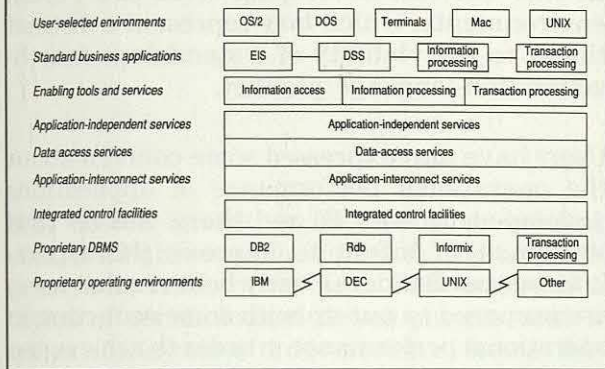 User-selected environments OS/2 DOS Terminals Mac UNIX
Standard business applications EIS DSS Information processing Transaction processing
Enabling tools and services Information access Information processing Transaction processing
Application-independent services Application-independent services
Data access services Data-access services
Application-interconnect services Application-interconnect services
Integrated control facilities Integrated control facilities
Proprietary DBMS DB2 Rdb Informix Transaction processing
Proprietary operating environments IBM DEC UNIX Other